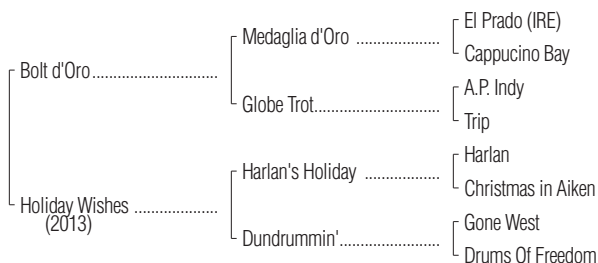 El Prado (IRE)
Medaglia d'Oro ....................
Cappucino Bay
Bolt d'Oro..............................
A.P. Indy
Globe Trot..............................
Trip
Harlan
Harlan's Holiday ..................
Christmas in Aiken
Holiday Wishes ....................
(2013)
Gone West
Dundrummin'........................
Drums Of Freedom